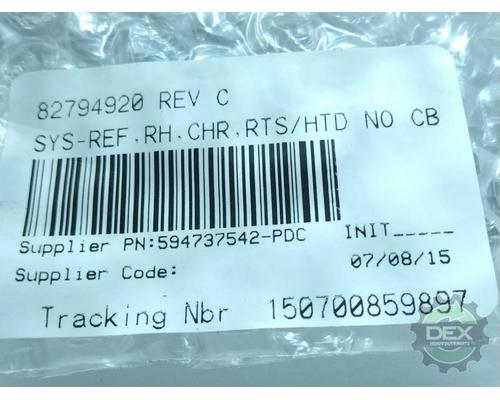 82794920 REV C
SYS-REF,RH,CHR,RTS/HTD NO CB
Supplier PN:594737542-PDC INIT_____
Supplier Code: 07/08/15
Tracking Nbr 150700859897
DEX